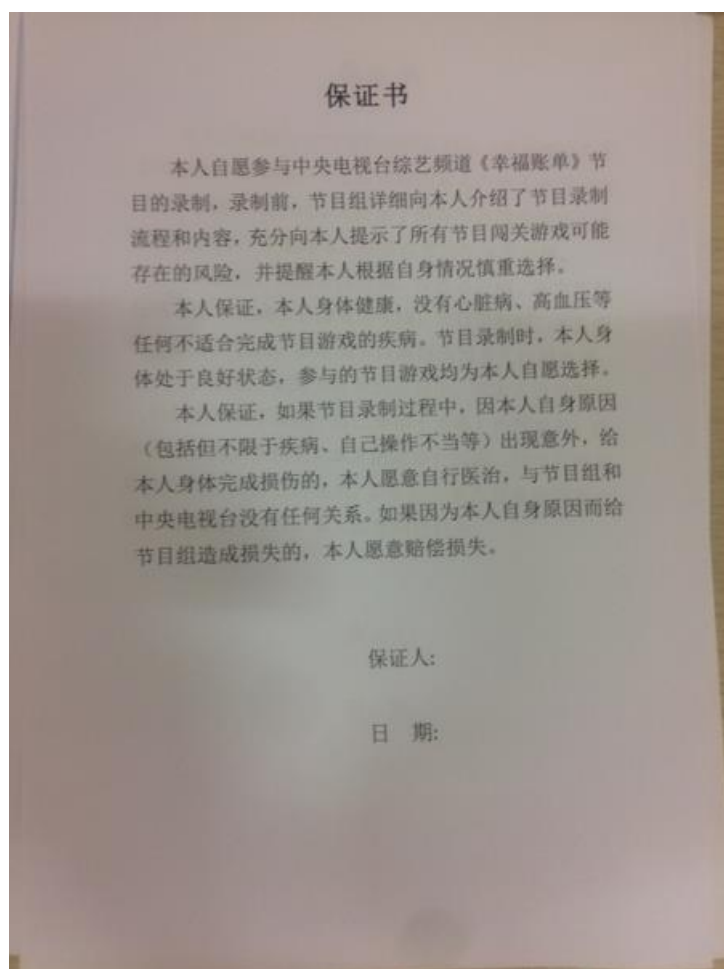 保证书
本人自愿参与中央电视台综艺频道《幸福账单》节
目的录制，录制前，节目组详细向本人介绍了节目录制
流程和内容，充分向本人提示了所有节目闯关游戏可能
存在的风险，并提醒本人根据自身情况慎重选择。
本人保证，本人身体健康，没有心脏病、高血压等
任何不适合完成节目游戏的疾病。节目录制时，本人身
体处于良好状态，参与的节目游戏均为本人自愿选择。
本人保证，如果节目录制过程中，因本人自身原因
（包括但不限于疾病、自己操作不当等）出现意外，给
本人身体完成损伤的，本人愿意自行医治，与节目组和
中央电视台没有任何关系。如果因为本人自身原因而给
节目组造成损失的，本人愿意赔偿损失。
保证人:
日　期: